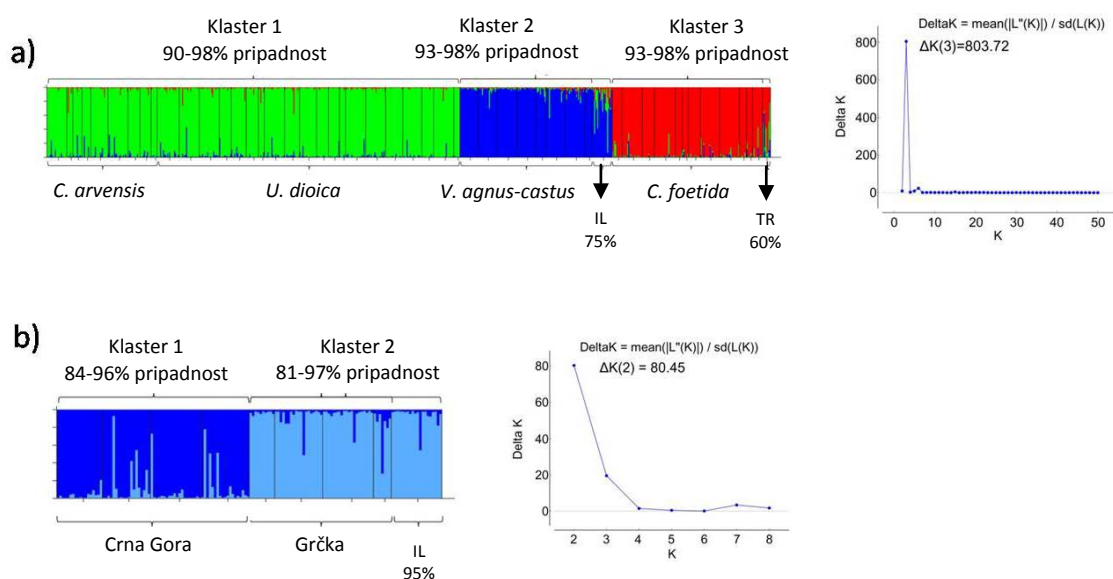 a)
Klaster 1
90-98% pripadnost
Klaster 2
93-98% pripadnost
Klaster 3
93-98% pripadnost
C. arvensis
U. dioica
V. agnus-castus
C. foetida
IL
75%
TR
60%
DeltaK = mean(|L"(K)|) / sd(L(K))
ΔK(3)=803.72
Delta K
800
600
400
200
0
0 10 20 30 40 50
K
b)
Klaster 1
84-96% pripadnost
Klaster 2
81-97% pripadnost
Crna Gora
Grčka
IL
95%
DeltaK = mean(|L"(K)|) / sd(L(K))
ΔK(2) = 80.45
Delta K
80
60
40
20
0
2 3 4 5 6 7 8
K